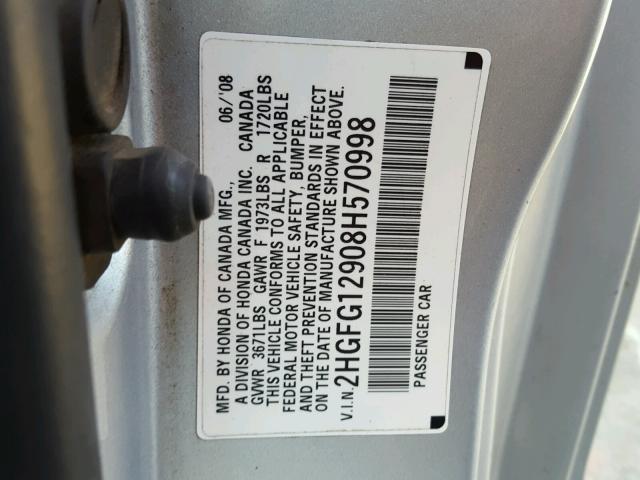 MFD. BY HONDA OF CANADA MFG., 06/'08
A DIVISION OF HONDA CANADA INC. CANADA
GVWR 3671LBS GAWR F 1973LBS R 1720LBS
THIS VEHICLE CONFORMS TO ALL APPLICABLE
FEDERAL MOTOR VEHICLE SAFETY, BUMPER,
AND THEFT PREVENTION STANDARDS IN EFFECT
ON THE DATE OF MANUFACTURE SHOWN ABOVE.
V.I.N. 2HGFG12908H570998
PASSENGER CAR